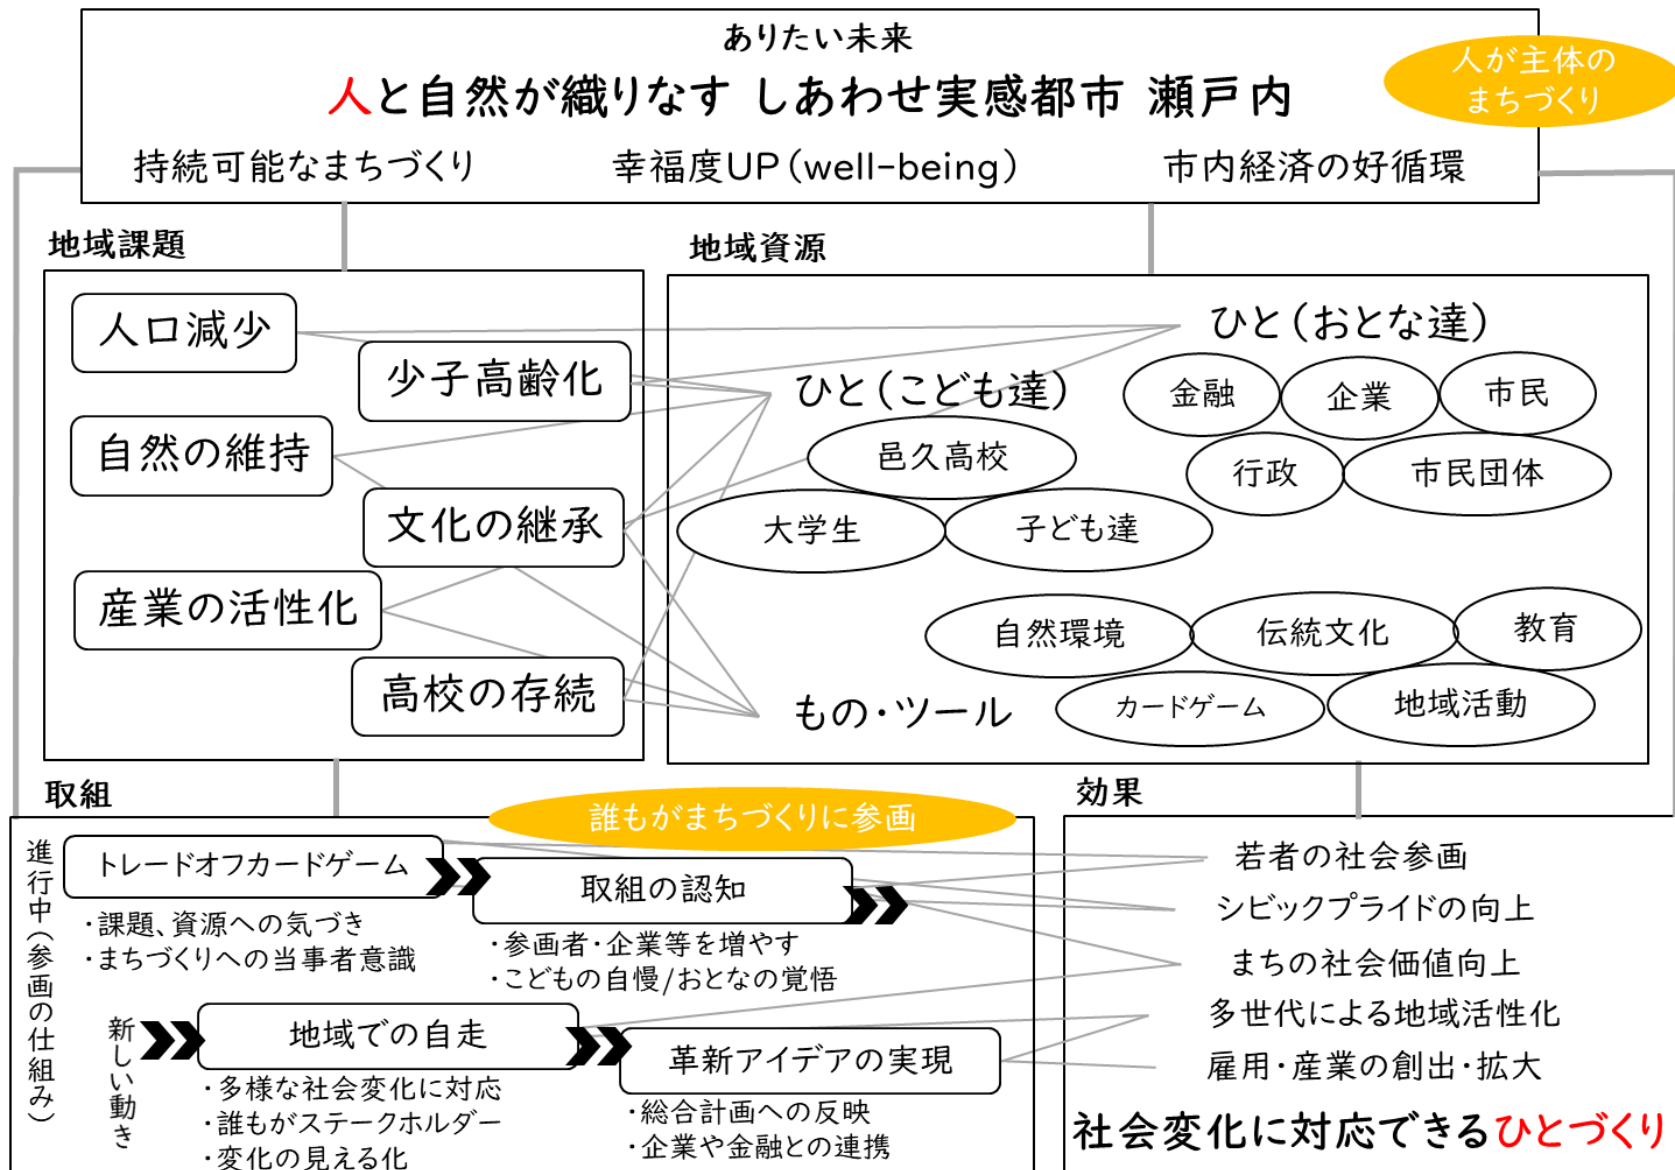 ありたい未来
人と自然が織りなす しあわせ実感都市 瀬戸内
人が主体の
まちづくり
持続可能なまちづくり 幸福度UP(well-being) 市内経済の好循環
地域課題
人口減少
少子高齢化
自然の維持
文化の継承
産業の活性化
高校の存続
地域資源
ひと(おとな達)
金融 企業 市民
行政 市民団体
ひと(こども達)
邑久高校
大学生 子ども達
自然環境 伝統文化 教育
もの・ツール
カードゲーム 地域活動
取組
誰もがまちづくりに参画
進行中(参画の仕組み)
トレードオフカードゲーム
・課題、資源への気づき
・まちづくりへの当事者意識
取組の認知
・参画者・企業等を増やす
・こどもの自慢/おとなの覚悟
新しい動き
地域での自走
・多様な社会変化に対応
・誰もがステークホルダー
・変化の見える化
革新アイデアの実現
・総合計画への反映
・企業や金融との連携
効果
若者の社会参画
シビックプライドの向上
まちの社会価値向上
多世代による地域活性化
雇用・産業の創出・拡大
社会変化に対応できるひとづくり